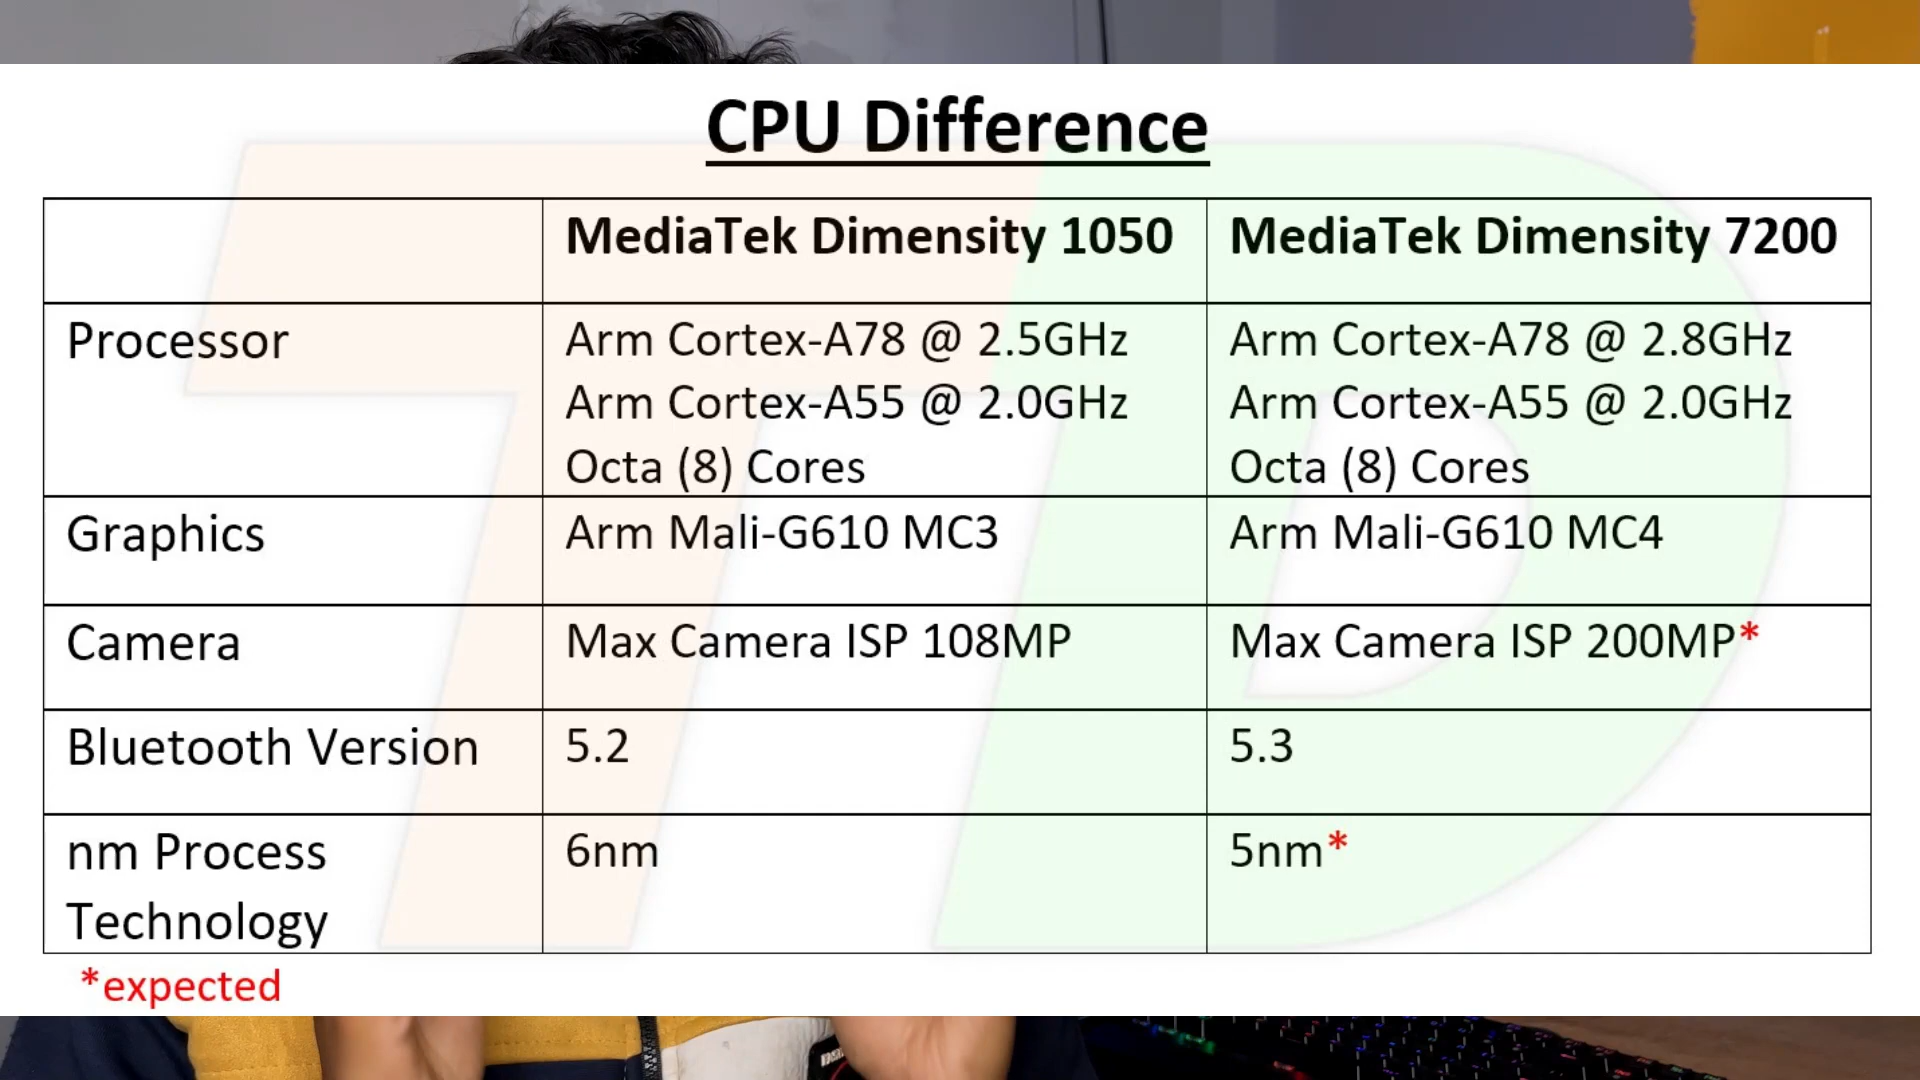 CPU Difference
MediaTek Dimensity 1050
MediaTek Dimensity 7200
Processor
Arm Cortex-A78 @ 2.5GHz
Arm Cortex-A55 @ 2.0GHz
Octa (8) Cores
Arm Cortex-A78 @ 2.8GHz
Arm Cortex-A55 @ 2.0GHz
Octa (8) Cores
Graphics
Arm Mali-G610 MC3
Arm Mali-G610 MC4
Camera
Max Camera ISP 108MP
Max Camera ISP 200MP*
Bluetooth Version
5.2
5.3
nm Process
Technology
6nm
5nm*
*expected